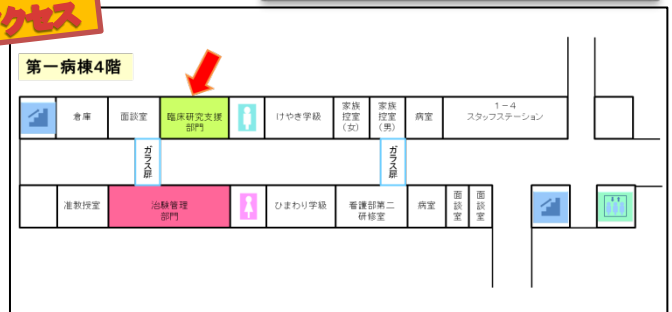 クセス
第一病棟4階
倉庫
面談室
臨床研究支援
部門
けやき学級
家族
控室
(女)
家族
控室
(男)
病室
1-4
スタッフステーション
ガラス扉
ガラス扉
准教授室
治験管理
部門
ひまわり学級
看護部第二
研修室
病室
面談室
面談室